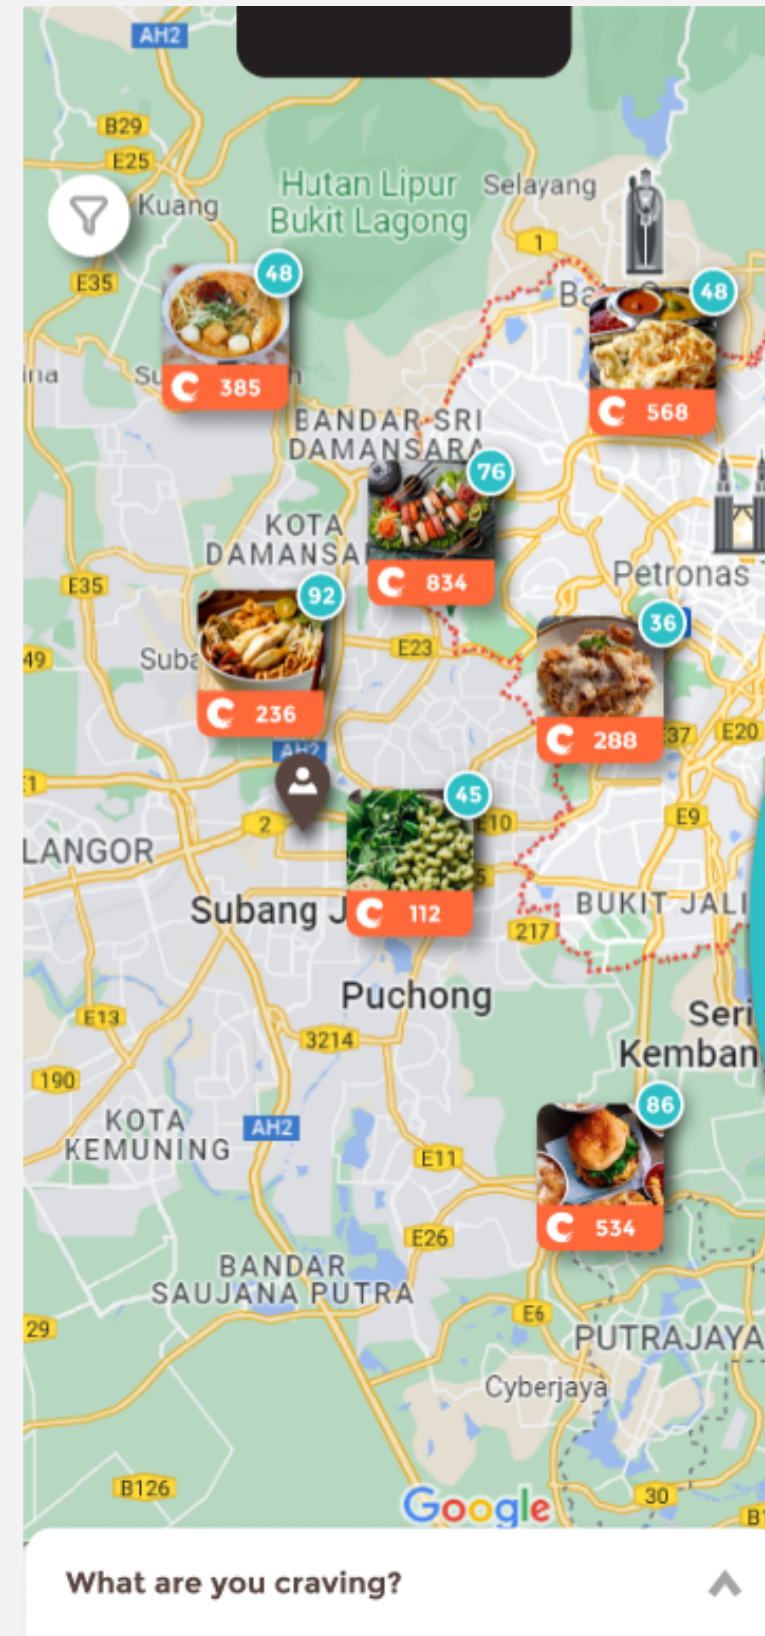 AH2
B29
E25
Hutan Lipur
Bukit Lagong
Selayang
Kuang
1
E35
48
48
385
568
BANDAR SRI
DAMANSARA
76
KOTA
834
Petronas
E35
92
36
E23
49
236
288
37
E20
AH2
45
2
E10
E9
LANGOR
112
Subang J
BUKIT JALI
217
Puchong
E13
Seri
Kemban
3214
190
86
KOTA
KEMUNING
AH2
E11
534
E26
BANDAR
SAUJANA PUTRA
E6
29
PUTRAJAYA
Cyberjaya
B126
30
Google
What are you craving?